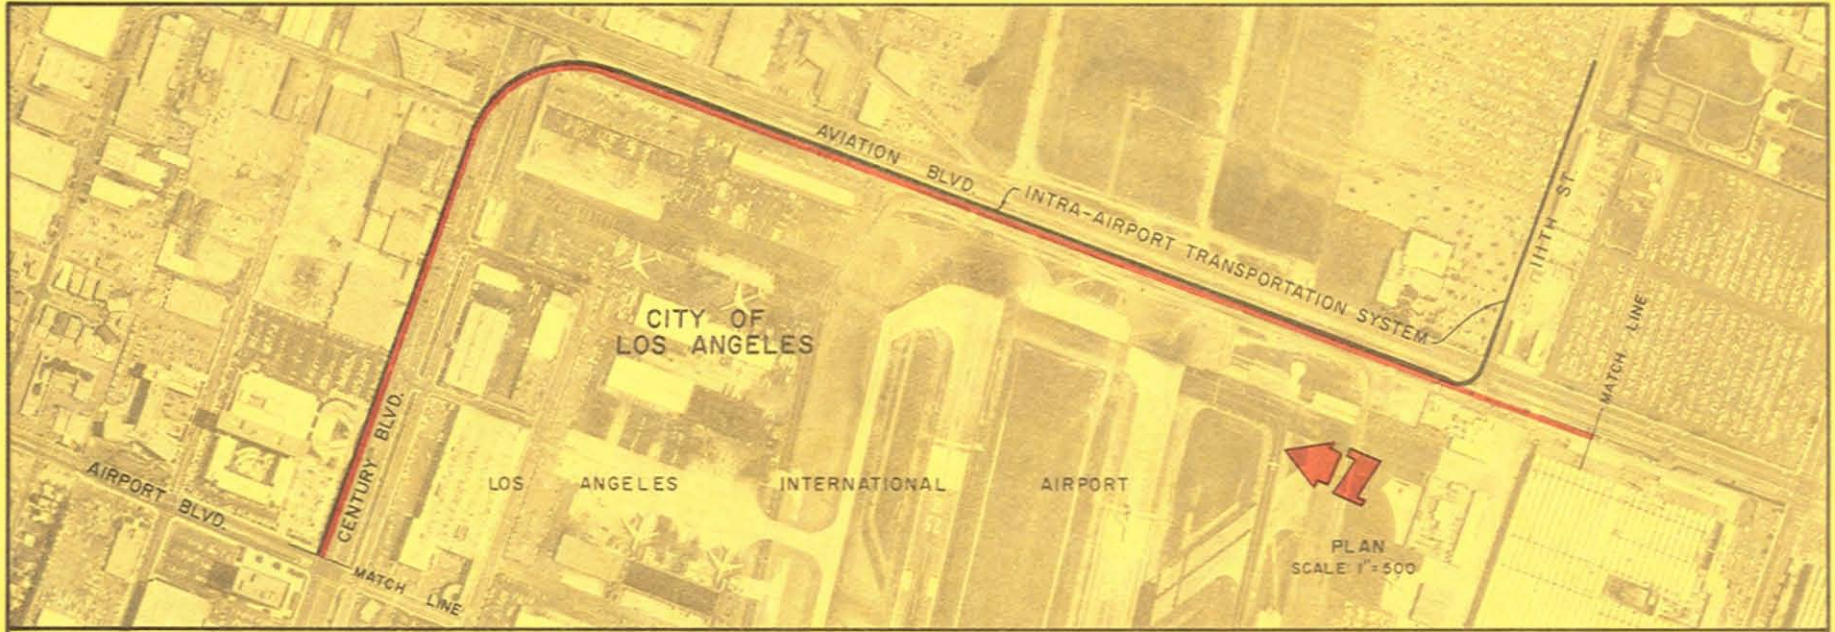 AVIATION BLVD.
INTRA-AIRPORT TRANSPORTATION SYSTEM
111TH ST
MATCH LINE
CITY OF
LOS ANGELES
CENTURY BLVD.
AIRPORT BLVD.
LOS ANGELES INTERNATIONAL AIRPORT
MATCH LINE
PLAN
SCALE 1"=500